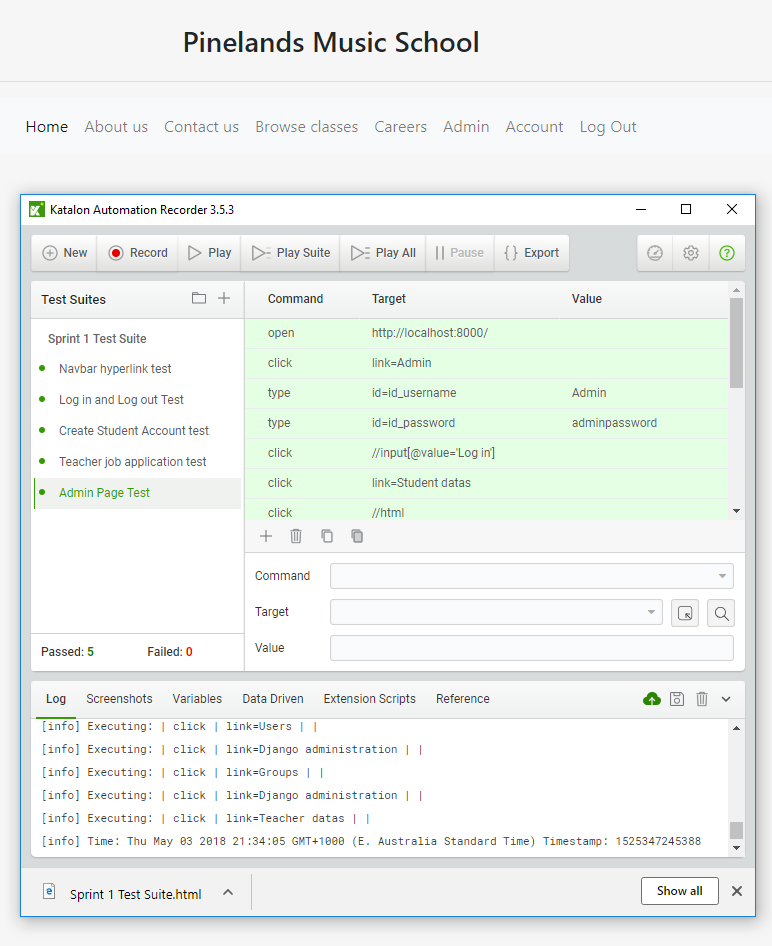 Pinelands Music School
Home About us Contact us Browse classes Careers Admin Account Log Out
Katalon Automation Recorder 3.5.3
New Record Play Play Suite Play All Pause Export
Test Suites
Sprint 1 Test Suite
Navbar hyperlink test
Log in and Log out Test
Create Student Account test
Teacher job application test
Admin Page Test
Passed: 5 Failed: 0
Command Target Value
open http://localhost:8000/
click link=Admin
type id=id_username Admin
type id=id_password adminpassword
click //input[@value='Log in']
click link=Student datas
click //html
Command
Target
Value
Log Screenshots Variables Data Driven Extension Scripts Reference
[info] Executing: | click | link=Users | |
[info] Executing: | click | link=Django administration | |
[info] Executing: | click | link=Groups | |
[info] Executing: | click | link=Django administration | |
[info] Executing: | click | link=Teacher datas | |
[info] Time: Thu May 03 2018 21:34:05 GMT+1000 (E. Australia Standard Time) Timestamp: 1525347245388
Sprint 1 Test Suite.html Show all